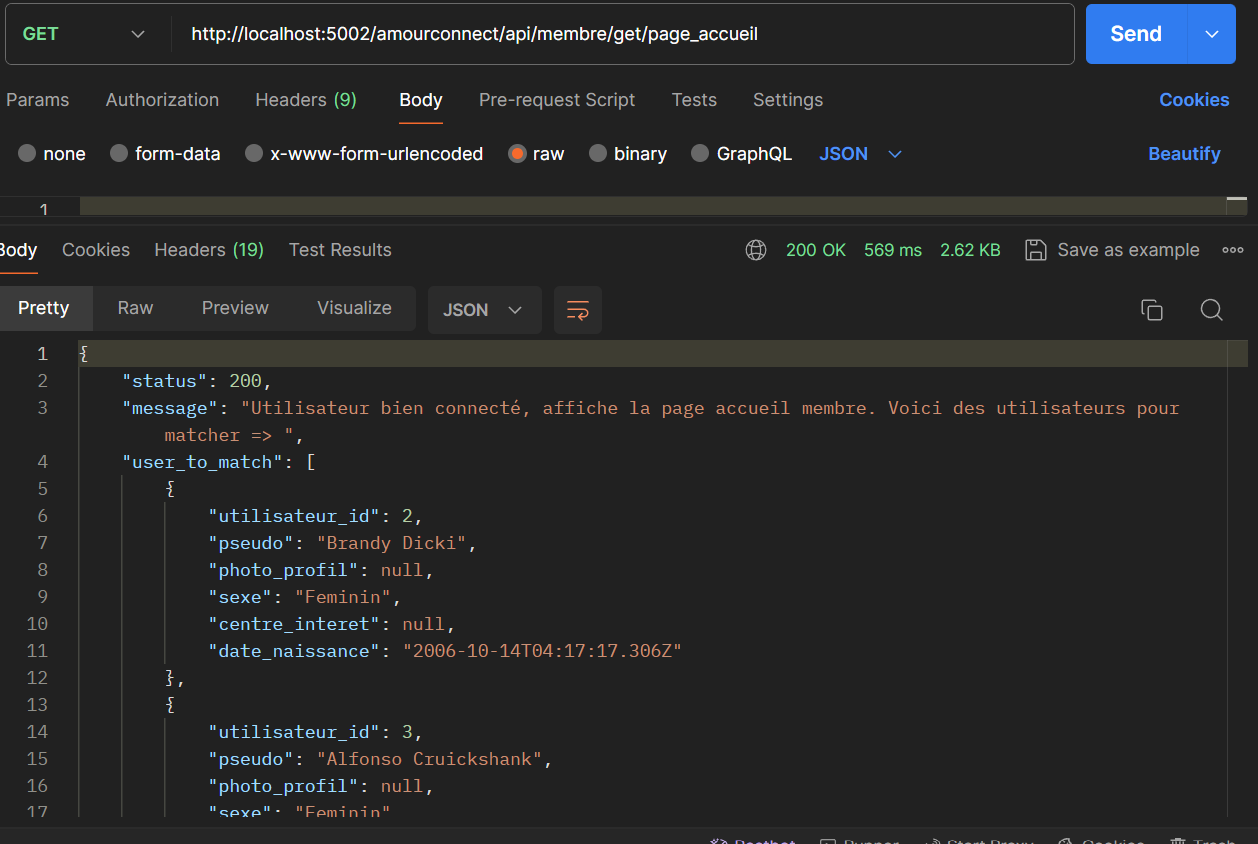 GET http://localhost:5002/amourconnect/api/membre/get/page_accueil Send
Params Authorization Headers (9) Body Pre-request Script Tests Settings Cookies
none form-data x-www-form-urlencoded raw binary GraphQL JSON Beautify
1
Body Cookies Headers (19) Test Results 200 OK 569 ms 2.62 KB Save as example
Pretty Raw Preview Visualize JSON
1 {
2 "status": 200,
3 "message": "Utilisateur bien connecté, affiche la page accueil membre. Voici des utilisateurs pour
matcher => ",
4 "user_to_match": [
5 {
6 "utilisateur_id": 2,
7 "pseudo": "Brandy Dicki",
8 "photo_profil": null,
9 "sexe": "Feminin",
10 "centre_interet": null,
11 "date_naissance": "2006-10-14T04:17:17.306Z"
12 },
13 {
14 "utilisateur_id": 3,
15 "pseudo": "Alfonso Cruickshank",
16 "photo_profil": null,
17 "sexe": "Feminin"
Postbot Runner Start Proxy Cookies Trash